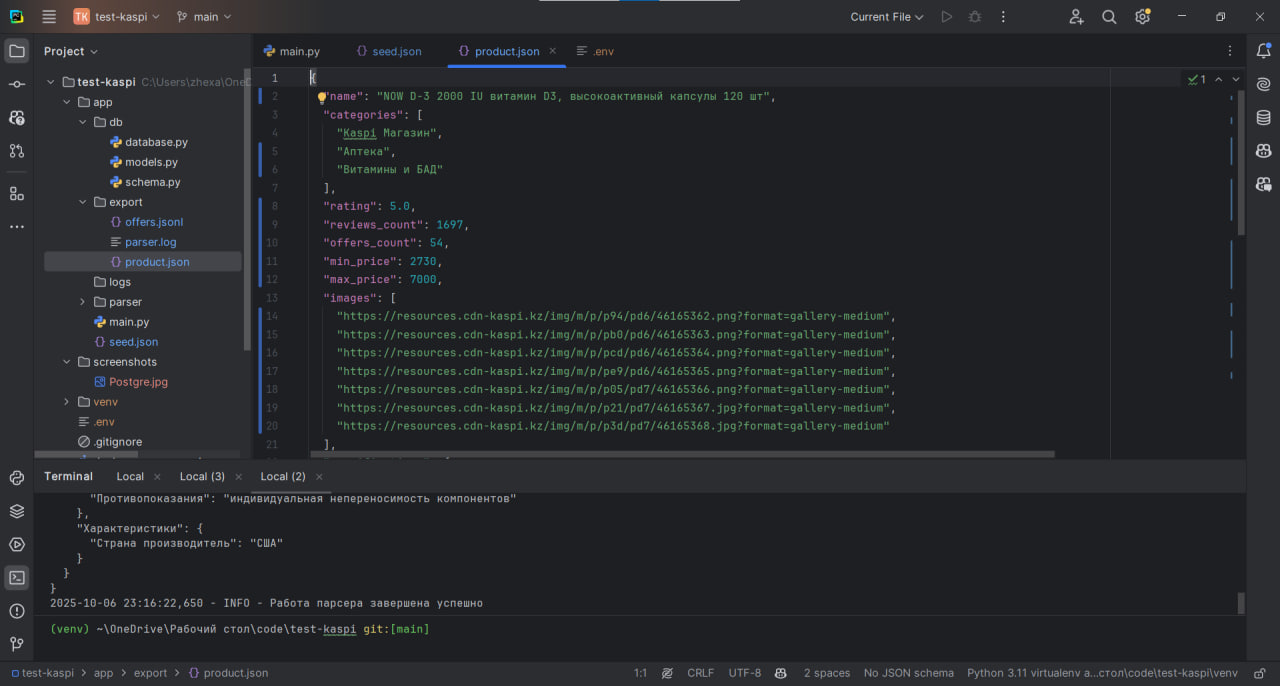 TK test-kaspi main Current File
Project
main.py seed.json product.json .env
test-kaspi C:\Users\zhexa\OneD
app
db
database.py
models.py
schema.py
export
offers.jsonl
parser.log
product.json
logs
parser
main.py
seed.json
screenshots
Postgre.jpg
venv
.env
.gitignore
1 {
2 "name": "NOW D-3 2000 IU витамин D3, высокоактивный капсулы 120 шт",
3 "categories": [
4 "Kaspi Магазин",
5 "Аптека",
6 "Витамины и БАД"
7 ],
8 "rating": 5.0,
9 "reviews_count": 1697,
10 "offers_count": 54,
11 "min_price": 2730,
12 "max_price": 7000,
13 "images": [
14 "https://resources.cdn-kaspi.kz/img/m/p/p94/pd6/46165362.png?format=gallery-medium",
15 "https://resources.cdn-kaspi.kz/img/m/p/pb0/pd6/46165363.png?format=gallery-medium",
16 "https://resources.cdn-kaspi.kz/img/m/p/pcd/pd6/46165364.png?format=gallery-medium",
17 "https://resources.cdn-kaspi.kz/img/m/p/pe9/pd6/46165365.png?format=gallery-medium",
18 "https://resources.cdn-kaspi.kz/img/m/p/p05/pd7/46165366.png?format=gallery-medium",
19 "https://resources.cdn-kaspi.kz/img/m/p/p21/pd7/46165367.jpg?format=gallery-medium",
20 "https://resources.cdn-kaspi.kz/img/m/p/p3d/pd7/46165368.jpg?format=gallery-medium"
21 ],
1
Terminal Local Local (3) Local (2)
"Противопоказания": "индивидуальная непереносимость компонентов"
},
"Характеристики": {
"Страна производитель": "США"
}
}
}
2025-10-06 23:16:22,650 - INFO - Работа парсера завершена успешно
(venv) ~\OneDrive\Рабочий стол\code\test-kaspi git:[main]
test-kaspi > app > export > product.json 1:1 CRLF UTF-8 2 spaces No JSON schema Python 3.11 virtualenv a...стол\code\test-kaspi\venv